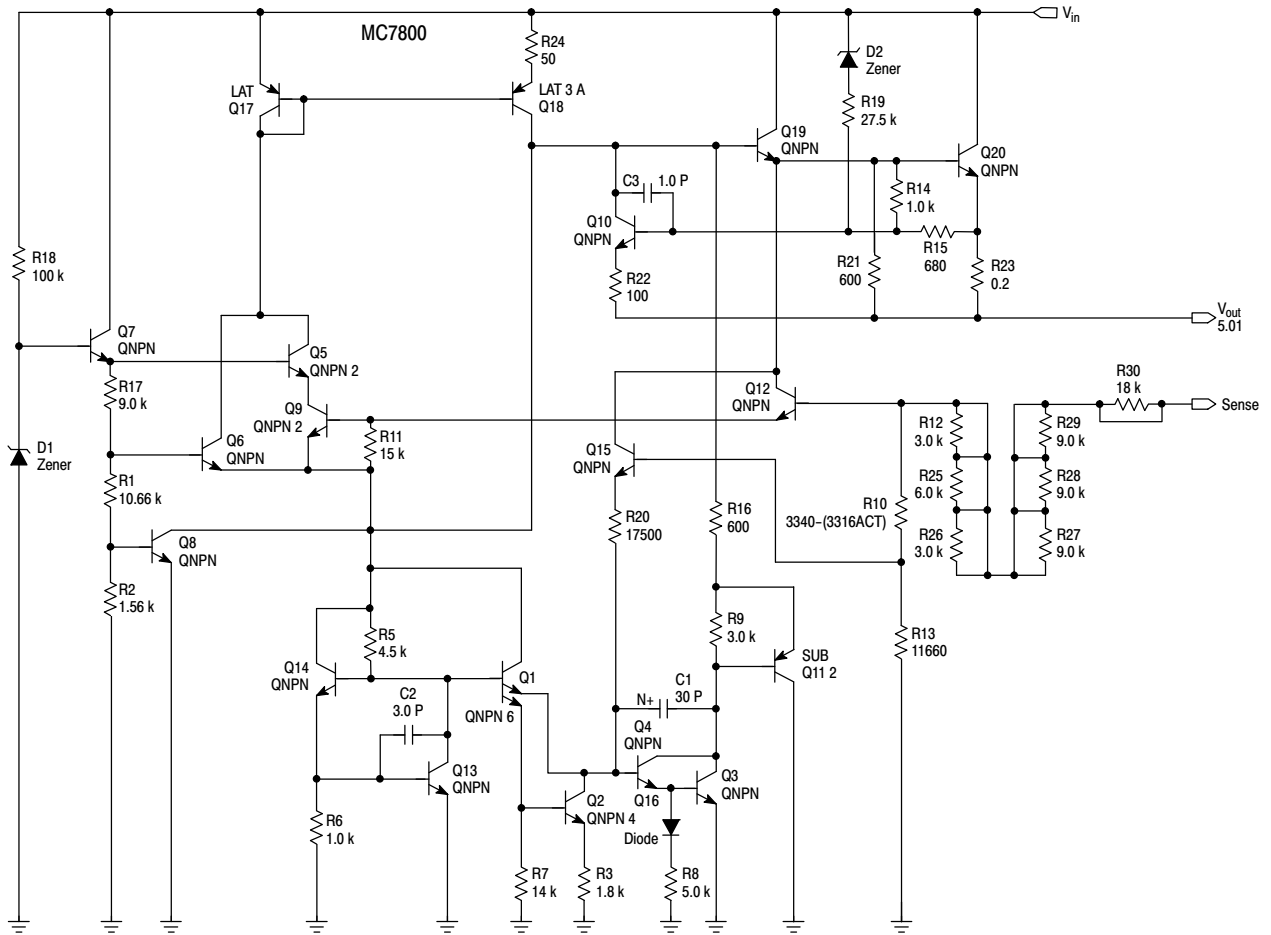 MC7800
Vin
R24
50
D2
Zener
LAT
Q17
LAT 3 A
Q18
R19
27.5 k
Q19
QNPN
Q20
QNPN
C3
1.0 P
R14
1.0 k
Q10
QNPN
R15
680
R18
100 k
R21
600
R23
0.2
R22
100
Vout
5.01
Q7
QNPN
Q5
QNPN 2
R30
18 k
R17
9.0 k
Q12
QNPN
Sense
Q9
QNPN 2
R12
3.0 k
R29
9.0 k
Q6
QNPN
R11
15 k
D1
Zener
Q15
QNPN
R25
6.0 k
R28
9.0 k
R1
10.66 k
R10
3340-(3316ACT)
R16
600
R20
17500
R26
3.0 k
R27
9.0 k
Q8
QNPN
R2
1.56 k
R9
3.0 k
R13
11660
R5
4.5 k
SUB
Q11 2
Q14
QNPN
Q1
QNPN 6
C2
3.0 P
N+
C1
30 P
Q4
QNPN
Q13
QNPN
Q3
QNPN
Q16
Q2
QNPN 4
R6
1.0 k
Diode
R7
14 k
R3
1.8 k
R8
5.0 k